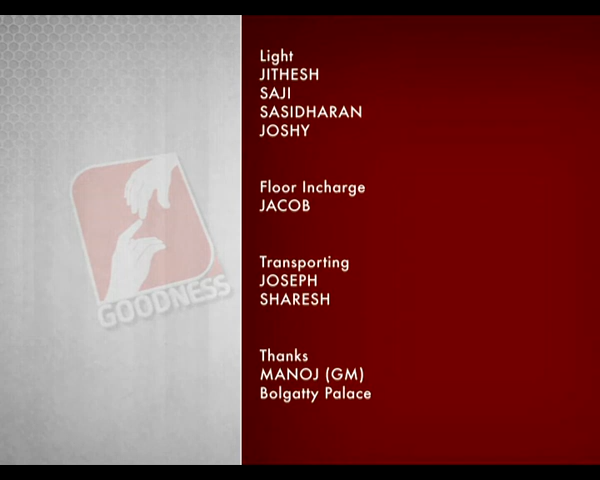 GOODNESS
Light
JITHESH
SAJI
SASIDHARAN
JOSHY
Floor Incharge
JACOB
Transporting
JOSEPH
SHARESH
Thanks
MANOJ (GM)
Bolgatty Palace